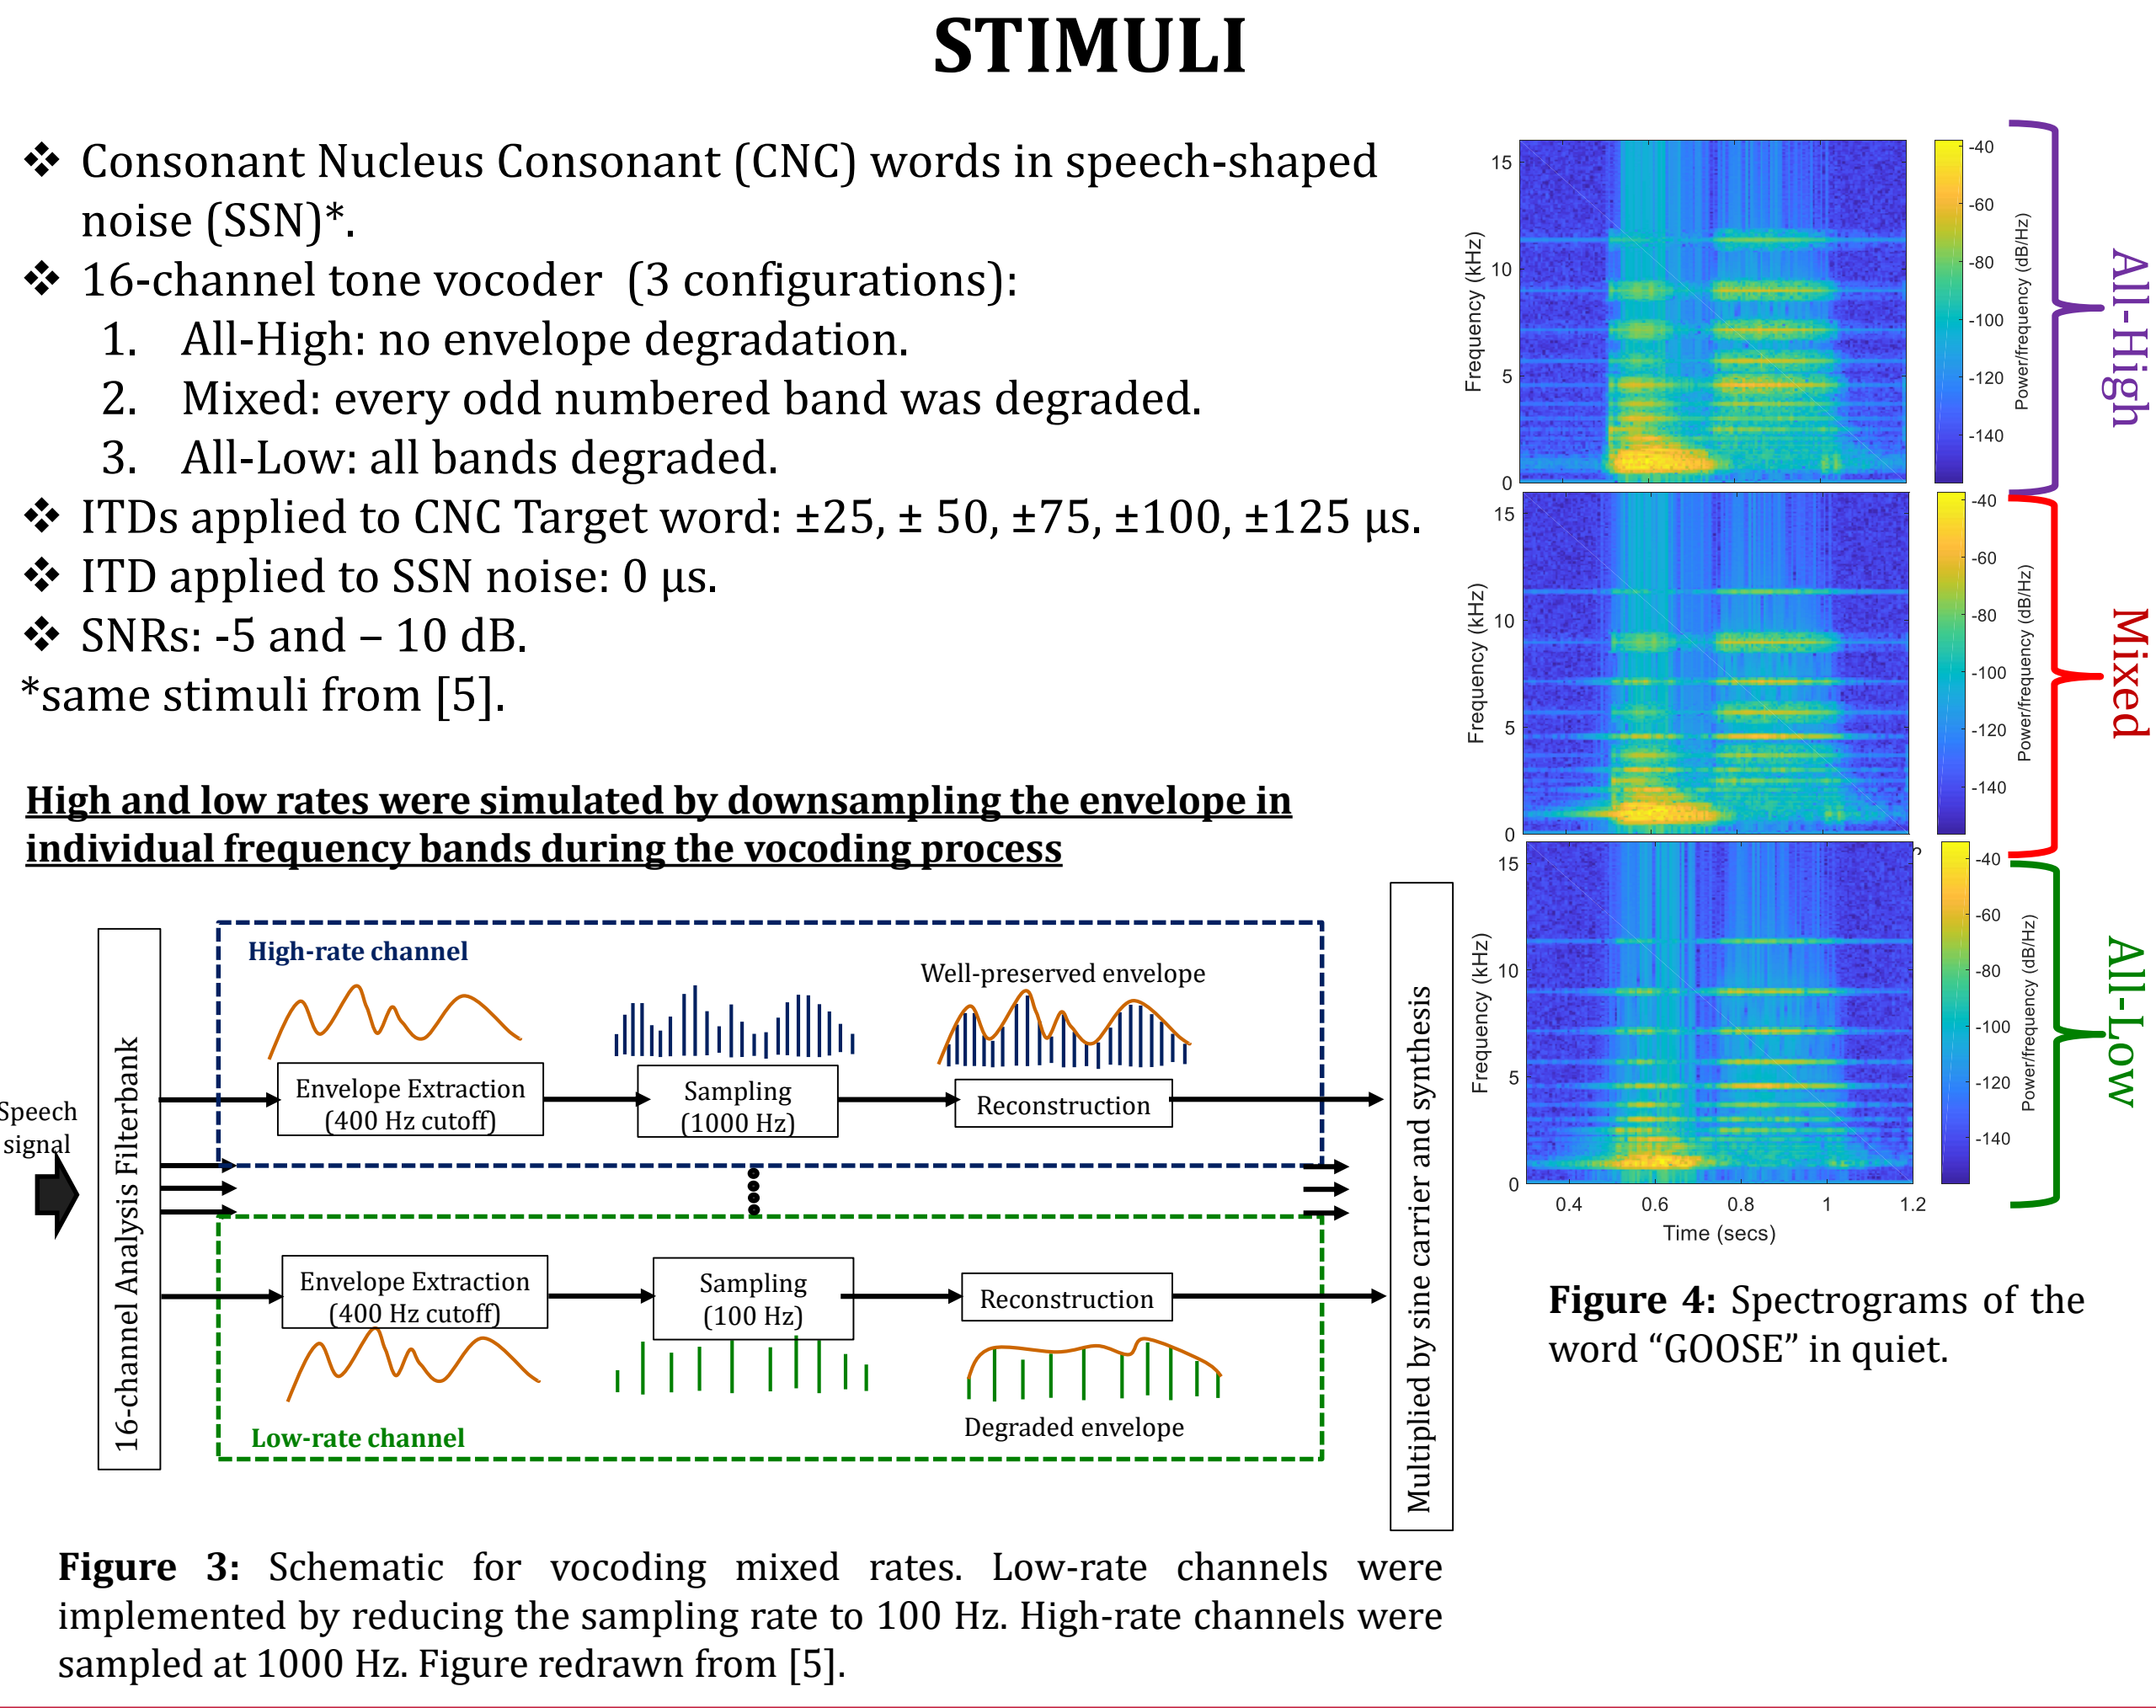 STIMULI
❖ Consonant Nucleus Consonant (CNC) words in speech-shaped
noise (SSN)*.
❖ 16-channel tone vocoder (3 configurations):
1. All-High: no envelope degradation.
2. Mixed: every odd numbered band was degraded.
3. All-Low: all bands degraded.
❖ ITDs applied to CNC Target word: ±25, ± 50, ±75, ±100, ±125 μs.
❖ ITD applied to SSN noise: 0 μs.
❖ SNRs: -5 and – 10 dB.
*same stimuli from [5].
High and low rates were simulated by downsampling the envelope in
individual frequency bands during the vocoding process
Speech
signal
16-channel Analysis Filterbank
High-rate channel
Well-preserved envelope
Envelope Extraction
(400 Hz cutoff)
Sampling
(1000 Hz)
Reconstruction
Envelope Extraction
(400 Hz cutoff)
Sampling
(100 Hz)
Reconstruction
Degraded envelope
Low-rate channel
Multiplied by sine carrier and synthesis
Figure 3: Schematic for vocoding mixed rates. Low-rate channels were
implemented by reducing the sampling rate to 100 Hz. High-rate channels were
sampled at 1000 Hz. Figure redrawn from [5].
Frequency (kHz)
15
10
5
0
-40
-60
-80
-100
-120
-140
Power/frequency (dB/Hz)
All-High
Frequency (kHz)
15
10
5
0
-40
-60
-80
-100
-120
-140
Power/frequency (dB/Hz)
Mixed
Frequency (kHz)
15
10
5
0
0.4 0.6 0.8 1 1.2
Time (secs)
-40
-60
-80
-100
-120
-140
Power/frequency (dB/Hz)
All-Low
Figure 4: Spectrograms of the
word “GOOSE” in quiet.